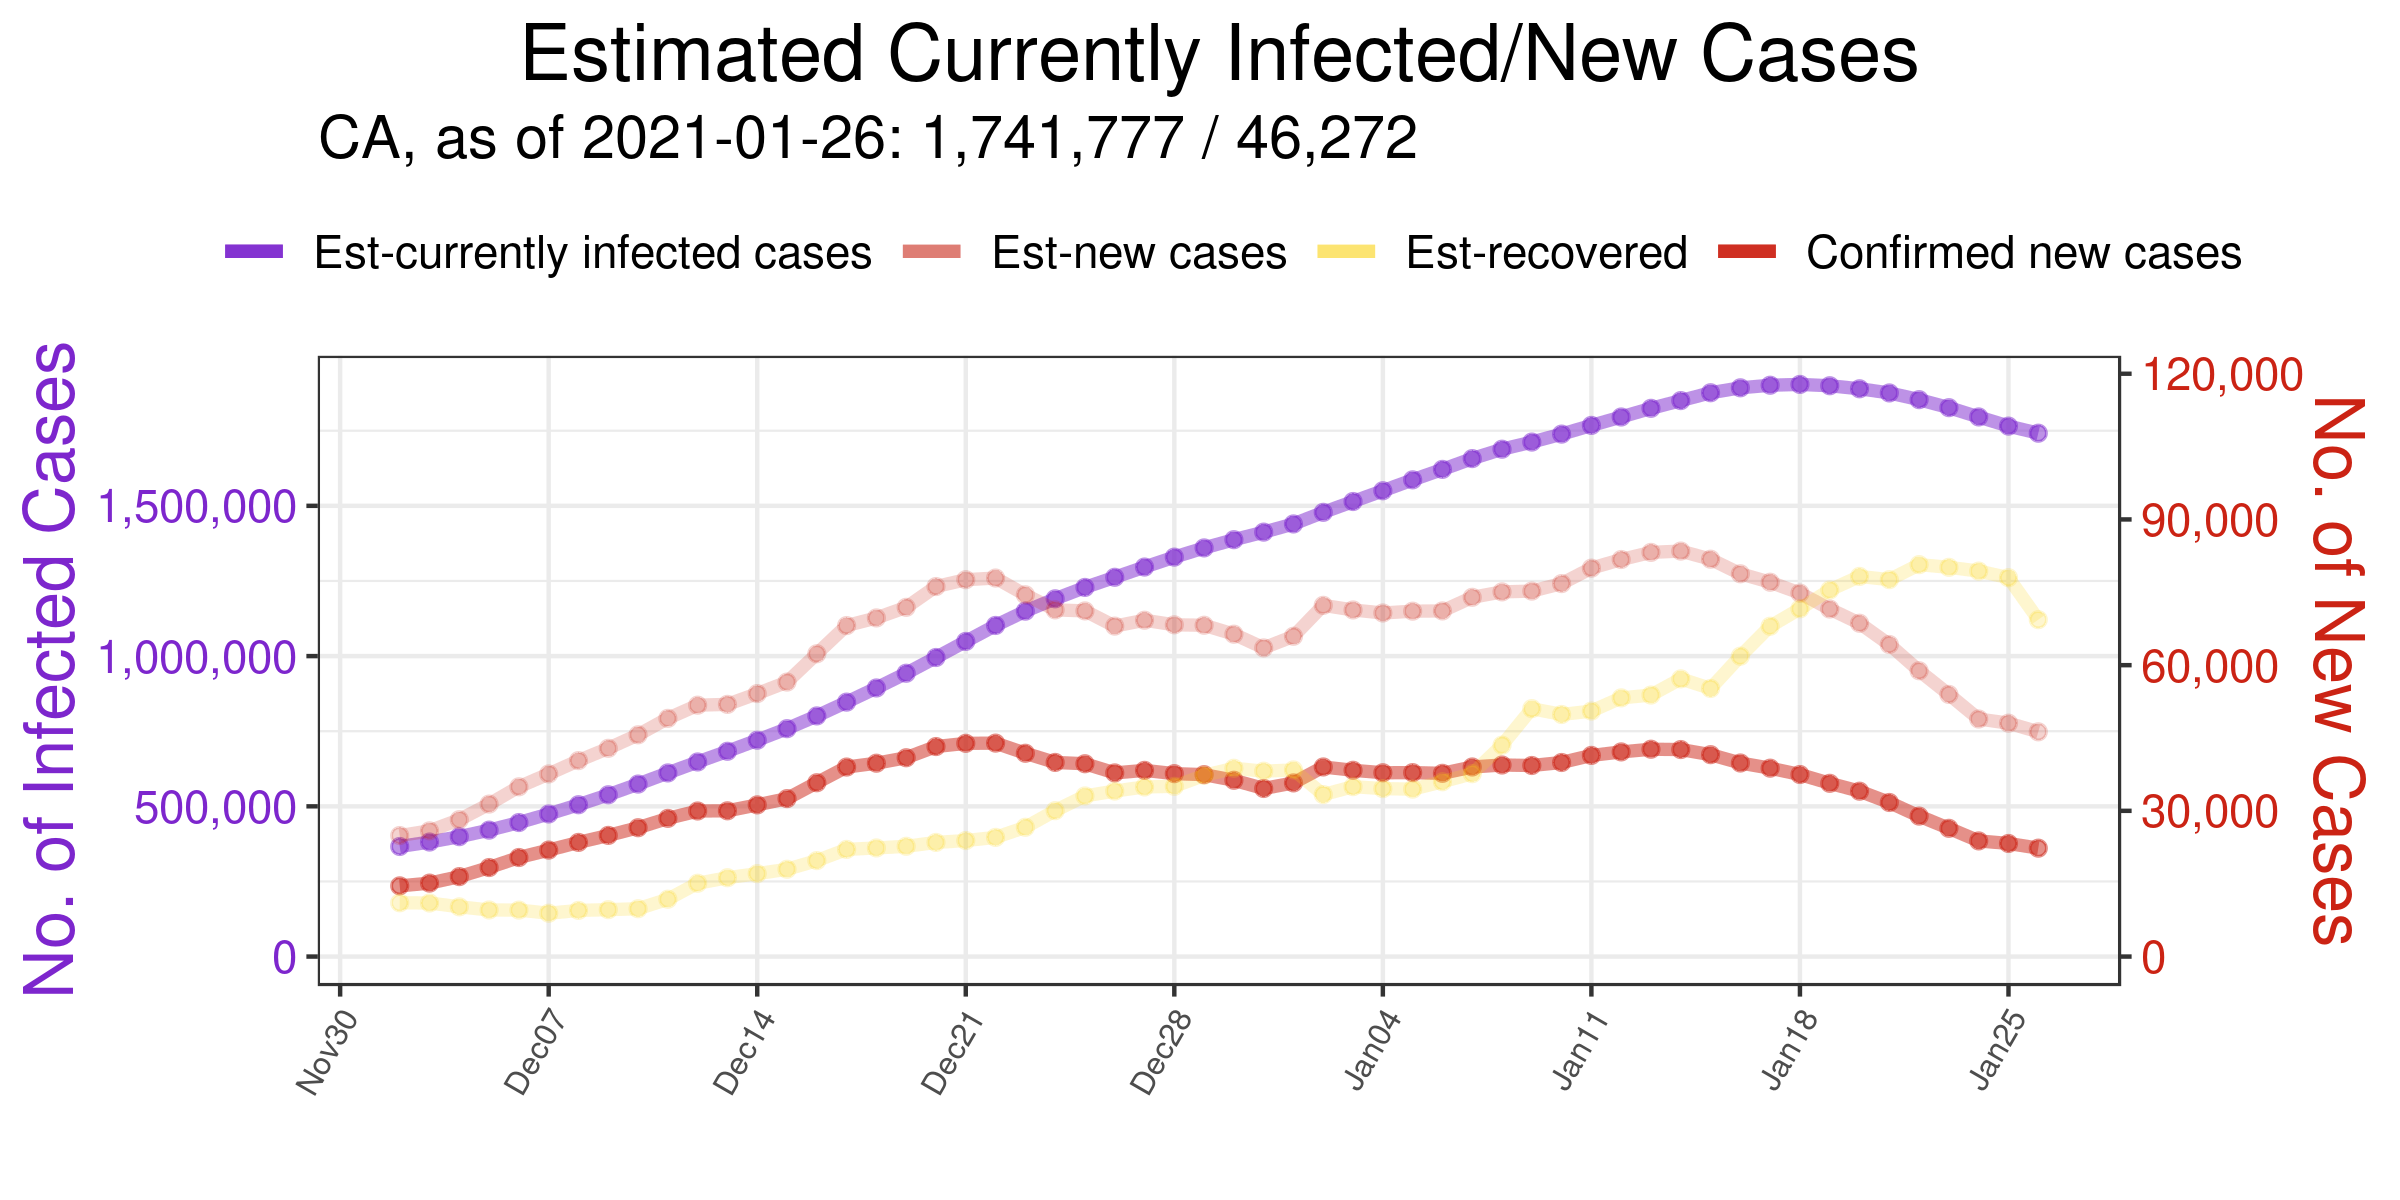 Estimated Currently Infected/New Cases
CA, as of 2021-01-26: 1,741,777 / 46,272
Est-currently infected cases Est-new cases Est-recovered Confirmed new cases
No. of Infected Cases
1,500,000
1,000,000
500,000
0
120,000
90,000
60,000
30,000
0
No. of New Cases
Nov30 Dec07 Dec14 Dec21 Dec28 Jan04 Jan11 Jan18 Jan25